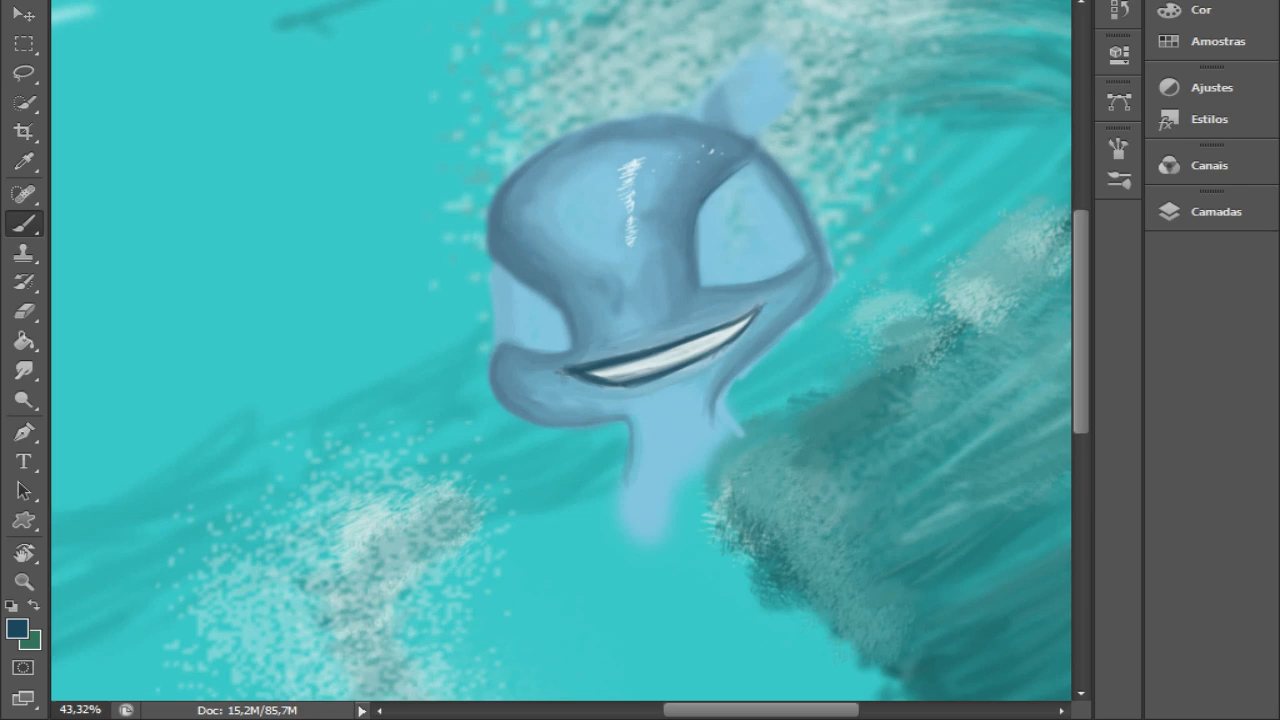 Cor
Amostras
Ajustes
Estilos
Canais
Camadas
43,32%
Doc: 15,2M/85,7M